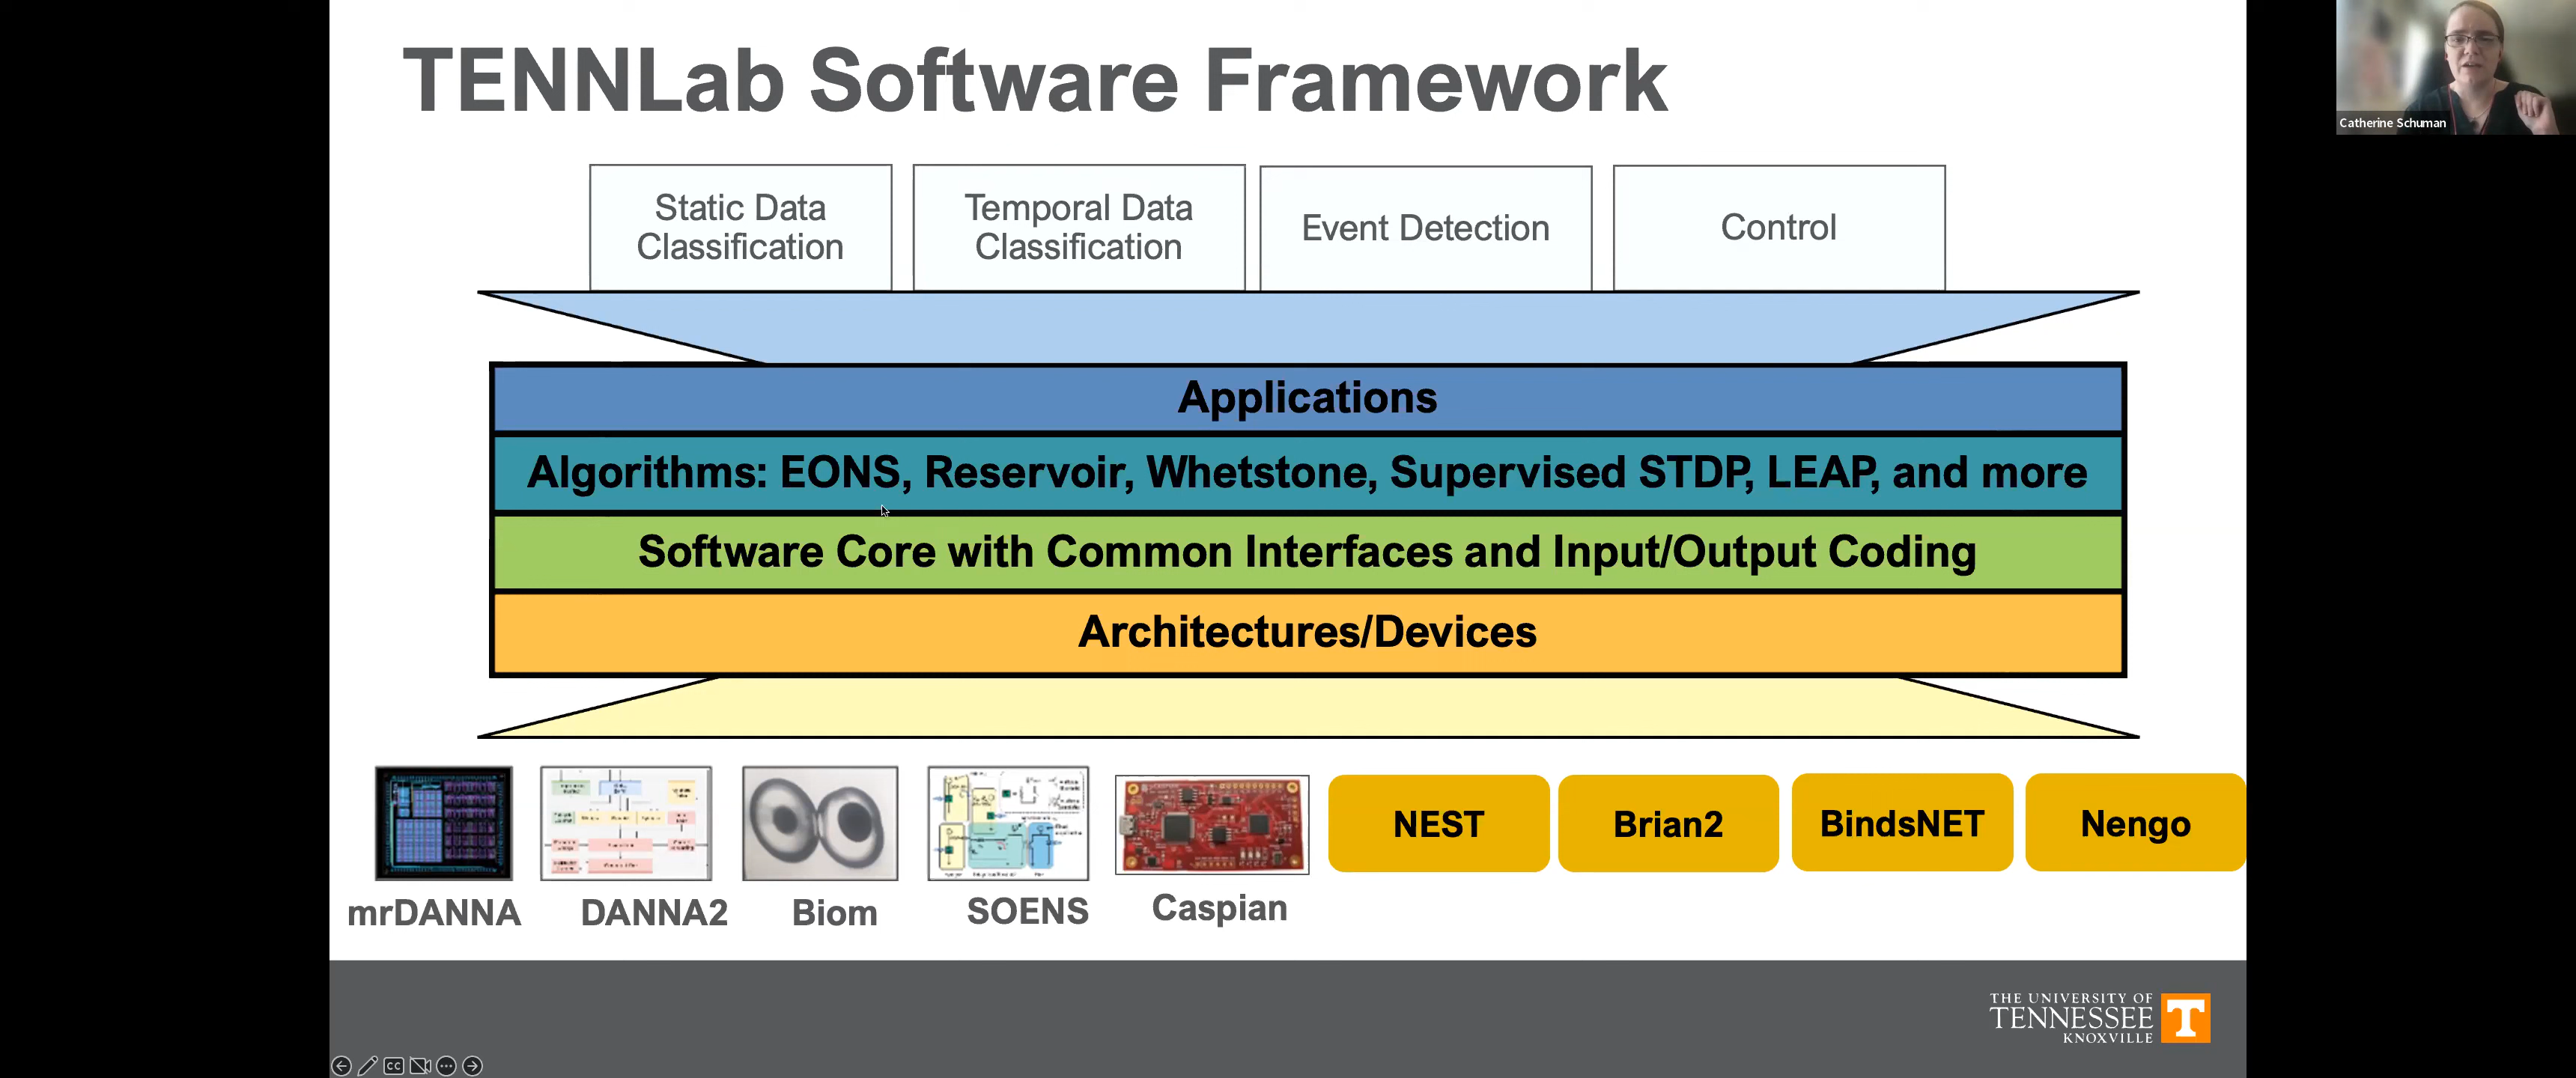 TENNLab Software Framework
Catherine Schuman
Static Data
Classification
Temporal Data
Classification
Event Detection
Control
Applications
Algorithms: EONS, Reservoir, Whetstone, Supervised STDP, LEAP, and more
Software Core with Common Interfaces and Input/Output Coding
Architectures/Devices
NEST
Brian2
BindsNET
Nengo
mrDANNA
DANNA2
Biom
SOENS
Caspian
THE UNIVERSITY OF
TENNESSEE
KNOXVILLE
T
CC